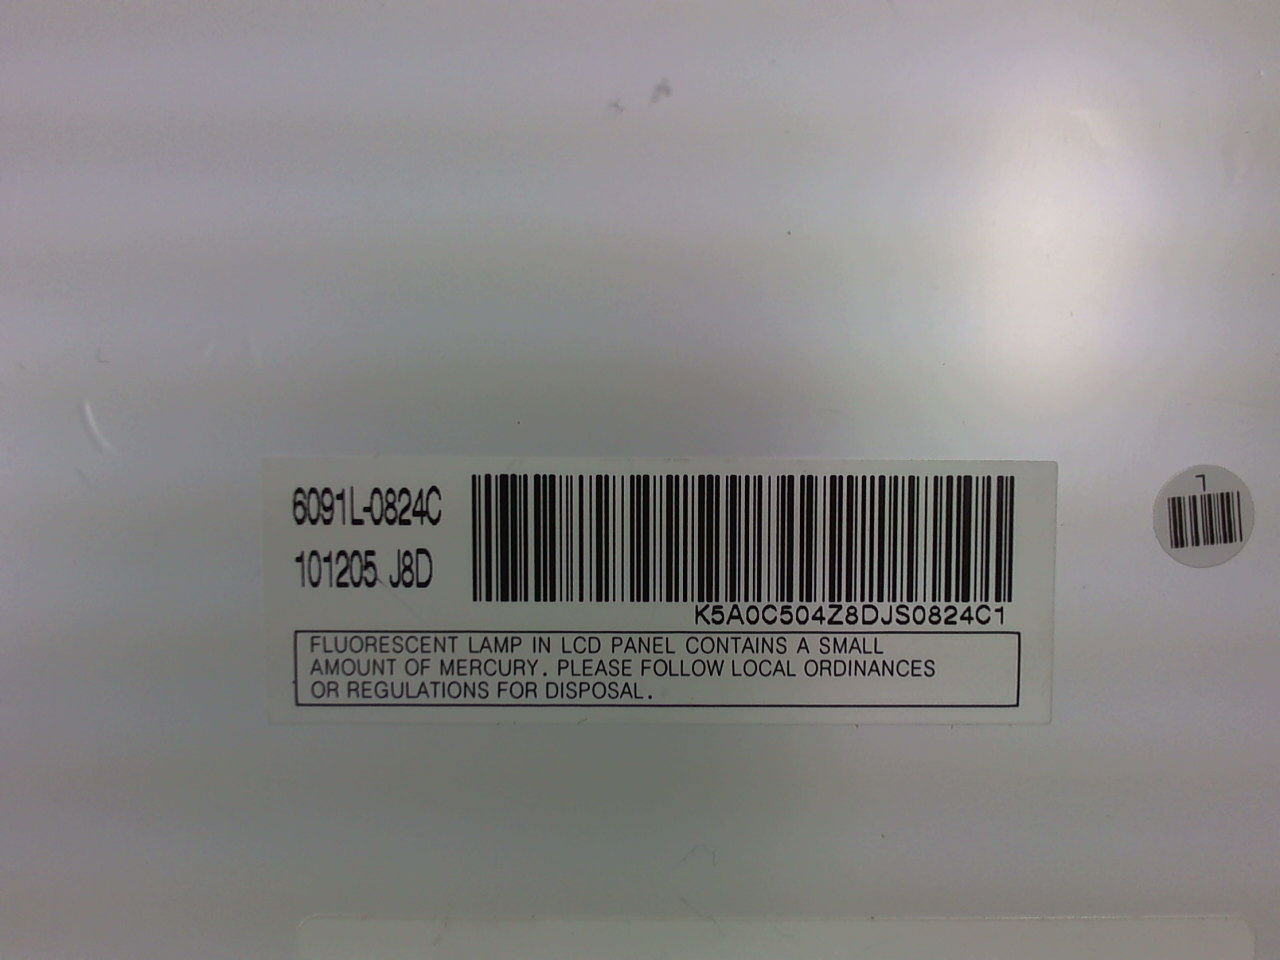 6091L-0824C
101205 J8D
K5A0C504Z8DJS0824C1
FLUORESCENT LAMP IN LCD PANEL CONTAINS A SMALL
AMOUNT OF MERCURY. PLEASE FOLLOW LOCAL ORDINANCES
OR REGULATIONS FOR DISPOSAL.
L